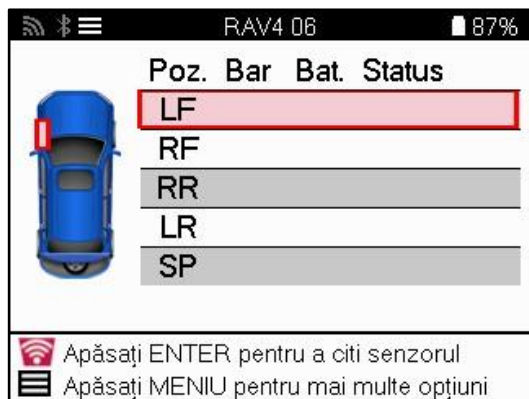 RAV4 06 87%
Poz. Bar Bat. Status
LF
RF
RR
LR
SP
Apăsați ENTER pentru a citi senzorul
Apăsați MENIU pentru mai multe opțiuni